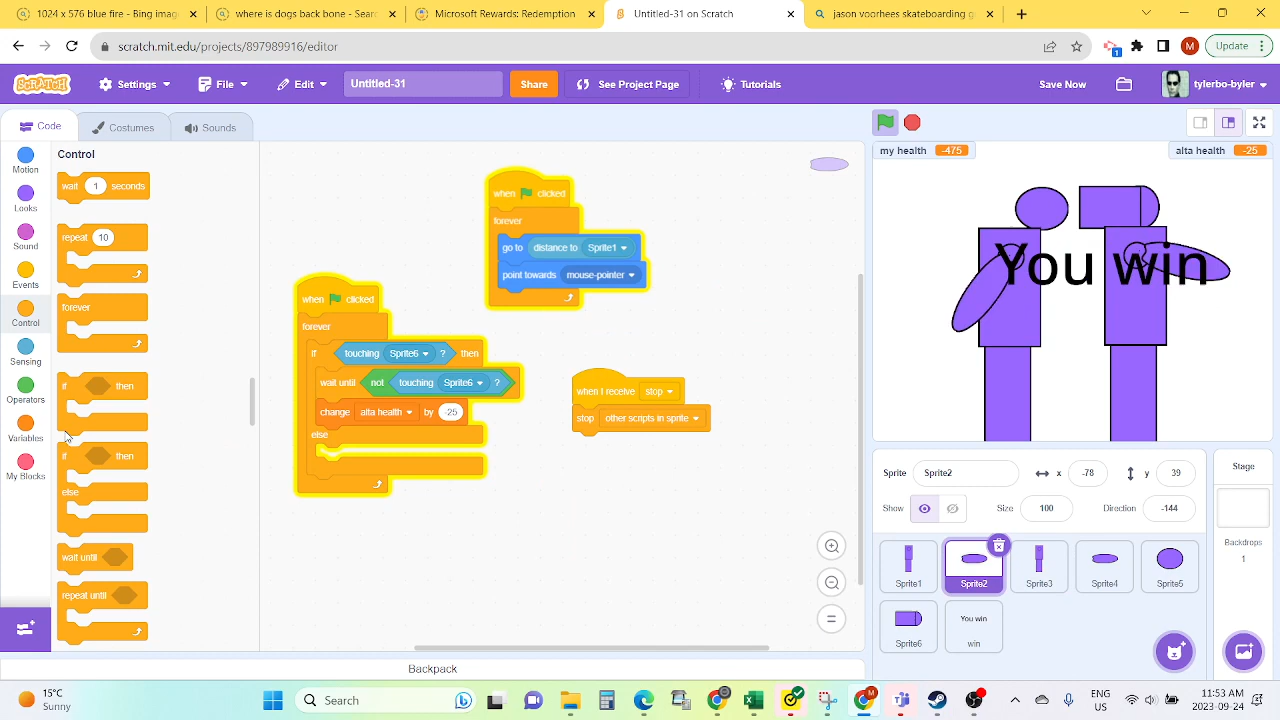 1024 x 576 blue - Bing imag
where is dogs back bone - Sear
Microsoft Rewards Redemption
Untitled-31 on Scratch
jason voorhees skateboarding g
scratch.mit.edu/projects/897989916/editor
1
M
Update
SCRATCH
Settings
File
Edit
Untitled-31
Share
See Project Page
Tutorials
Save Now
tylerbo-byler
Code
Costumes
Sounds
Motion
Looks
Sound
Events
Control
Sensing
Operators
Variables
My Blocks
Control
wait 1 seconds
repeat 10
forever
if then
if then
else
wait until
repeat until
when clicked
forever
go to distance to Sprite1
point towards mouse-pointer
when clicked
forever
if touching Sprite6 ? then
wait until not touching Sprite6 ?
change alta health by -25
else
when I receive stop
stop other scripts in sprite
Backpack
my health -475
alta health -25
You win
Sprite Sprite2 x -78 y 39
Show Size 100 Direction -144
Sprite1
Sprite2
Sprite3
Sprite4
Sprite5
Sprite6
You win
win
Stage
Backdrops
1
15°C
Sunny
Search
ENG
US
11:53 AM
2023-09-24